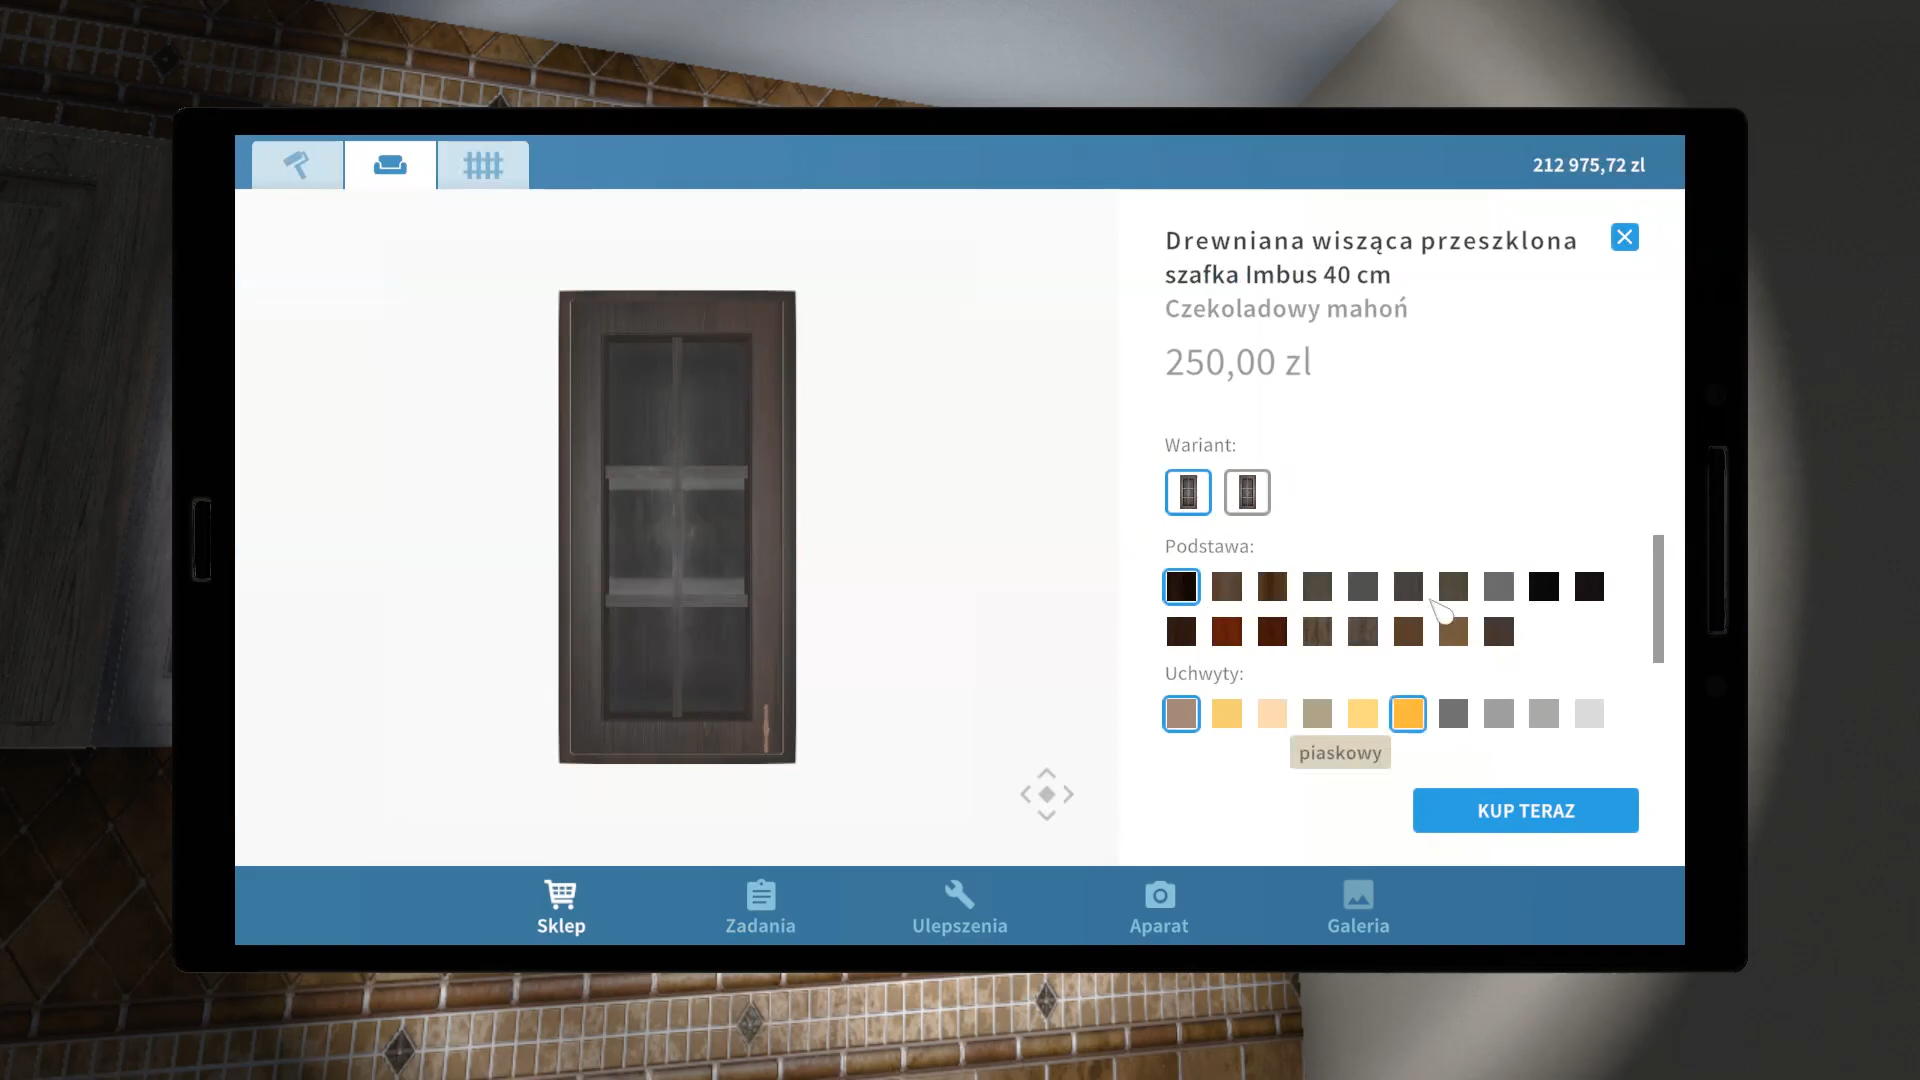 212 975,72 zl
Drewniana wisząca przeszklona
szafka Imbus 40 cm
Czekoladowy mahoń
250,00 zl
Wariant:
Podstawa:
Uchwyty:
piaskowy
KUP TERAZ
Sklep
Zadania
Ulepszenia
Aparat
Galeria